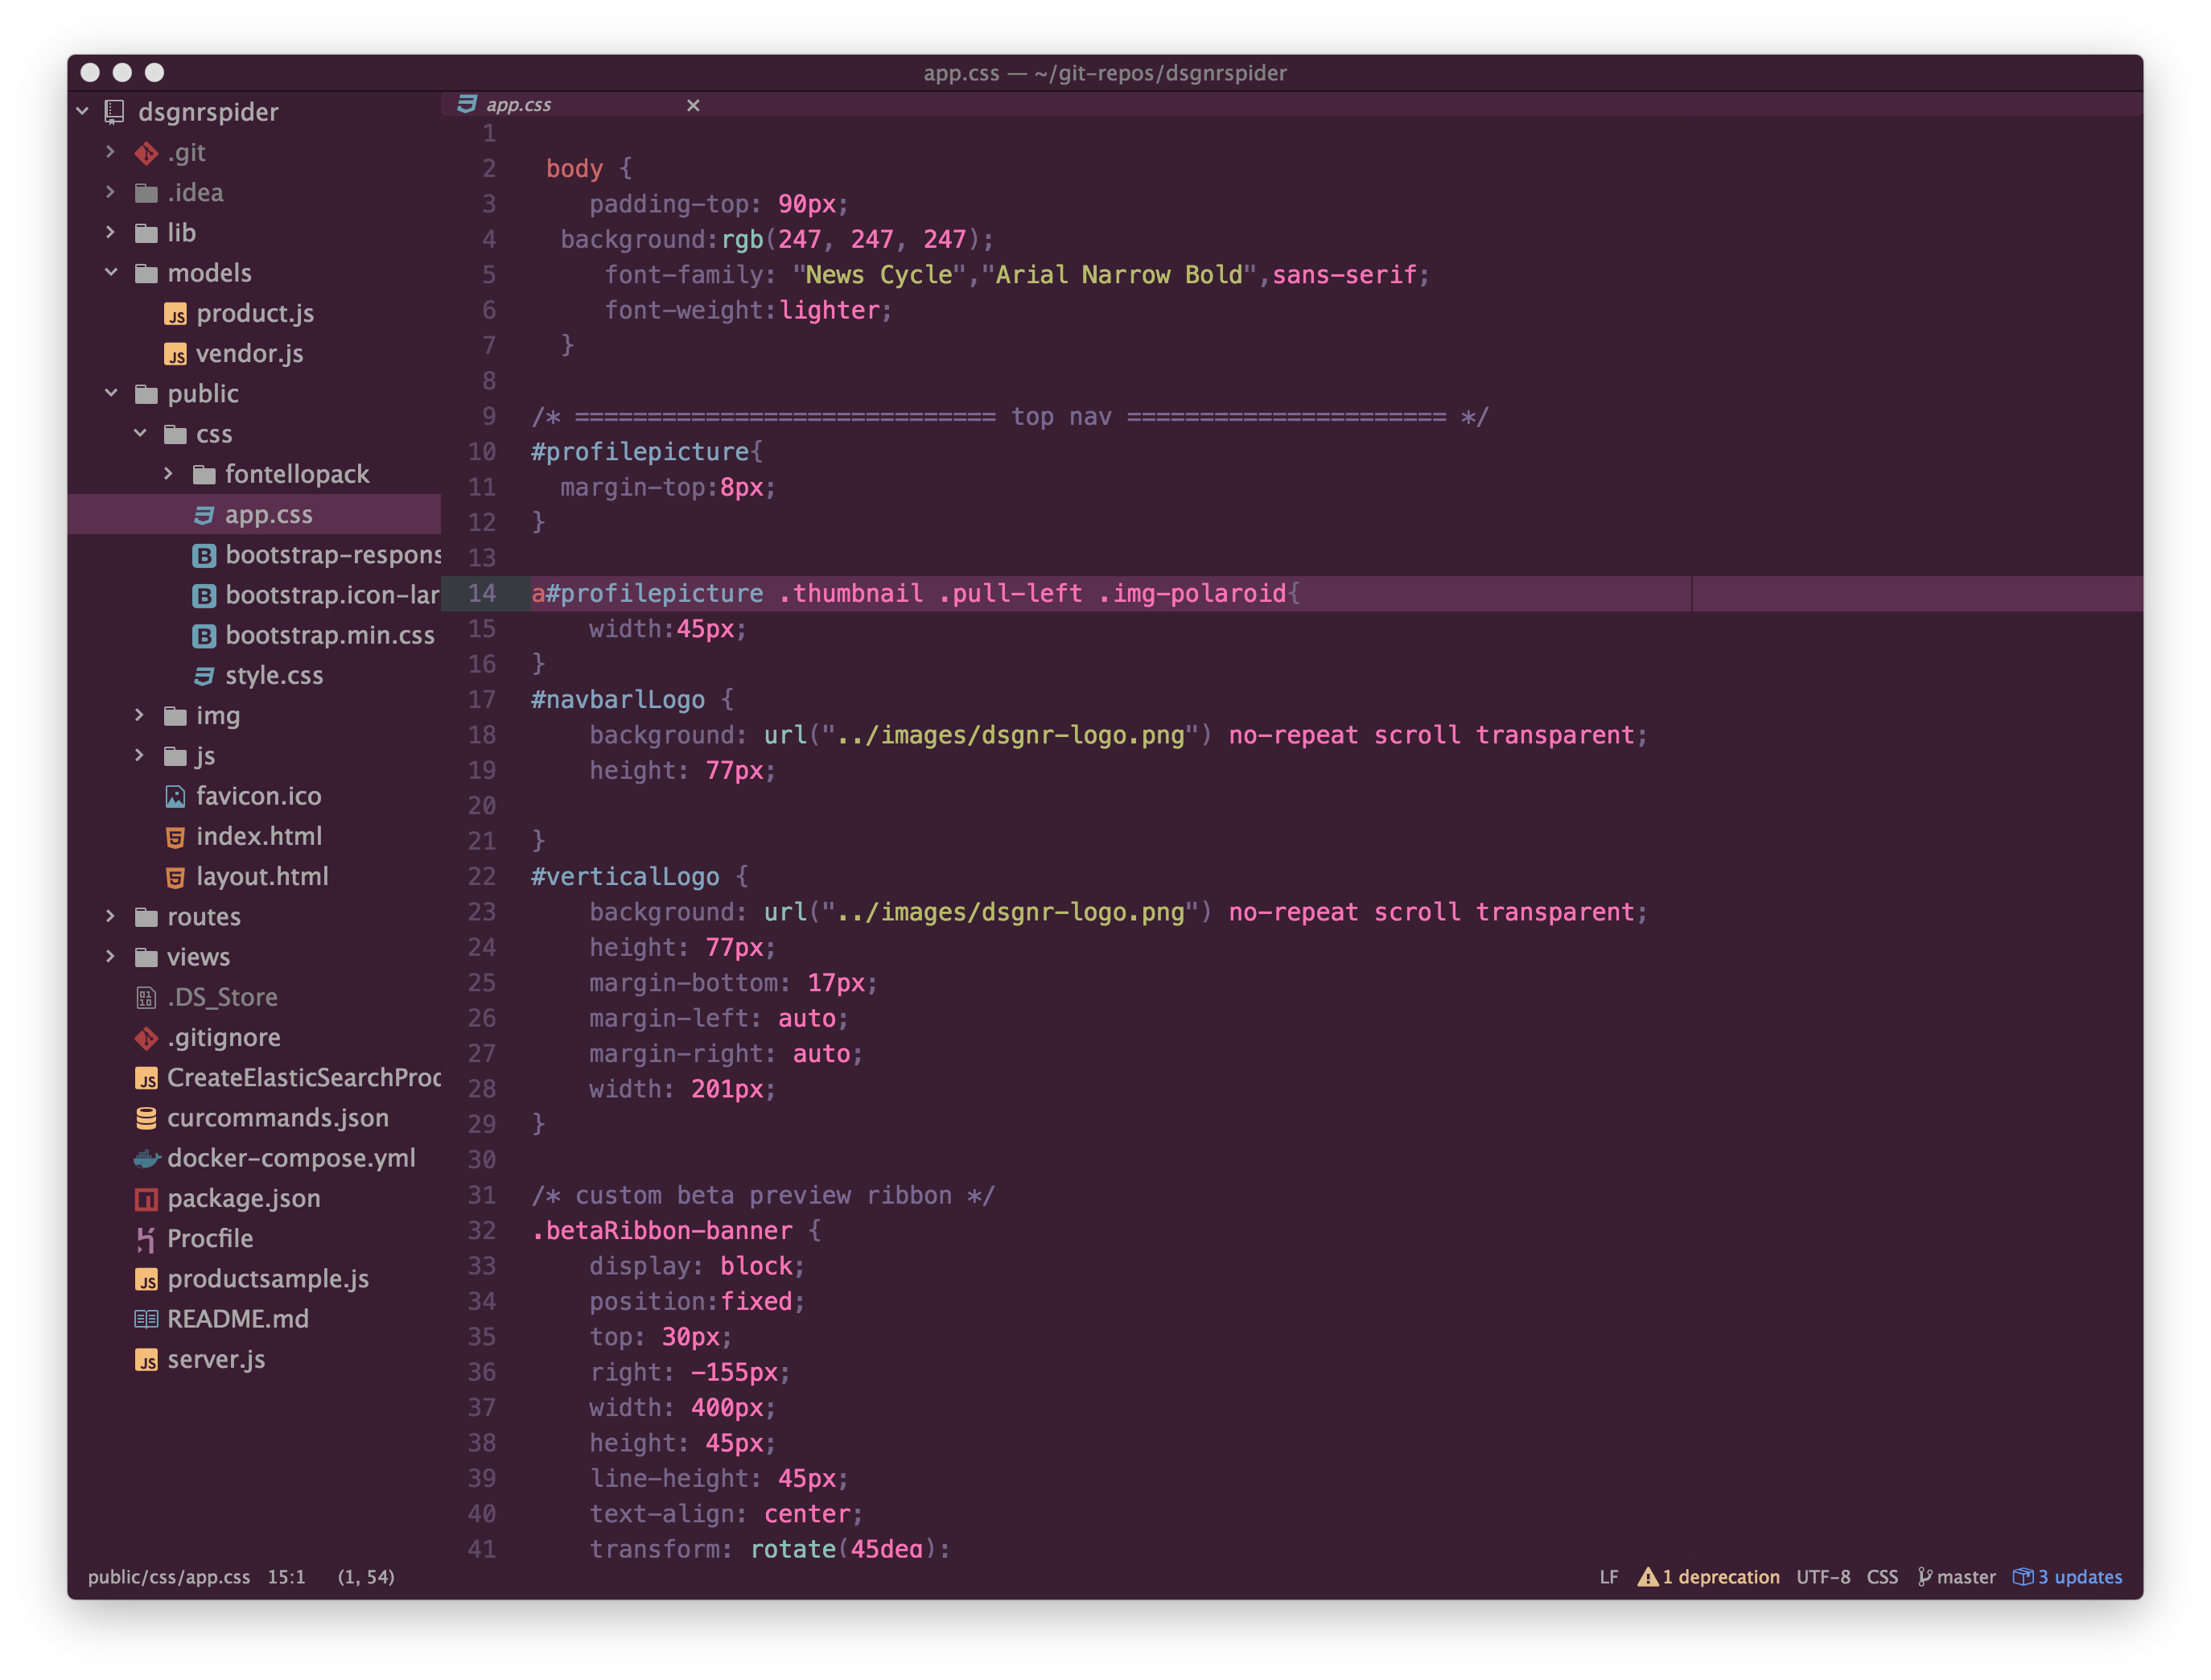 app.css — ~/git-repos/dsgnrspider
dsgnrspider
.git
.idea
lib
models
product.js
vendor.js
public
css
fontellopack
app.css
bootstrap-respons
bootstrap.icon-lar
bootstrap.min.css
style.css
img
js
favicon.ico
index.html
layout.html
routes
views
.DS_Store
.gitignore
CreateElasticSearchProd
curcommands.json
docker-compose.yml
package.json
Procfile
productsample.js
README.md
server.js
app.css ×
1
2 body {
3 padding-top: 90px;
4 background:rgb(247, 247, 247);
5 font-family: "News Cycle","Arial Narrow Bold",sans-serif;
6 font-weight:lighter;
7 }
8
9 /* ============================= top nav ====================== */
10 #profilepicture{
11 margin-top:8px;
12 }
13
14 a#profilepicture .thumbnail .pull-left .img-polaroid{
15 width:45px;
16 }
17 #navbarlLogo {
18 background: url("../images/dsgnr-logo.png") no-repeat scroll transparent;
19 height: 77px;
20
21 }
22 #verticalLogo {
23 background: url("../images/dsgnr-logo.png") no-repeat scroll transparent;
24 height: 77px;
25 margin-bottom: 17px;
26 margin-left: auto;
27 margin-right: auto;
28 width: 201px;
29 }
30
31 /* custom beta preview ribbon */
32 .betaRibbon-banner {
33 display: block;
34 position:fixed;
35 top: 30px;
36 right: -155px;
37 width: 400px;
38 height: 45px;
39 line-height: 45px;
40 text-align: center;
41 transform: rotate(45deg);
public/css/app.css 15:1 (1, 54) LF 1 deprecation UTF-8 CSS master 3 updates